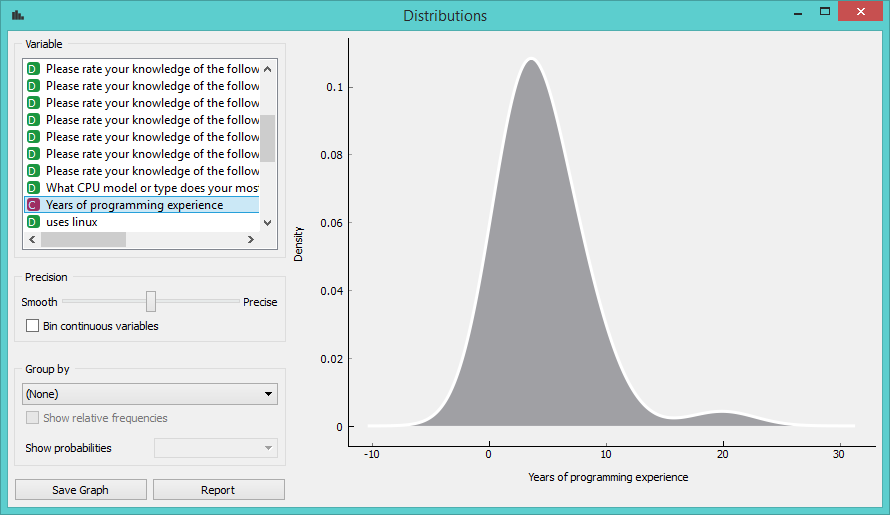 Distributions
Variable
D Please rate your knowledge of the follow
D Please rate your knowledge of the follow
D Please rate your knowledge of the follow
D Please rate your knowledge of the follow
D Please rate your knowledge of the follow
D Please rate your knowledge of the follow
D Please rate your knowledge of the follow
D What CPU model or type does your most
C Years of programming experience
D uses linux
Precision
Smooth Precise
Bin continuous variables
Group by
(None)
Show relative frequencies
Show probabilities
Save Graph Report
Density
0.1
0.08
0.06
0.04
0.02
0
-10 0 10 20 30
Years of programming experience